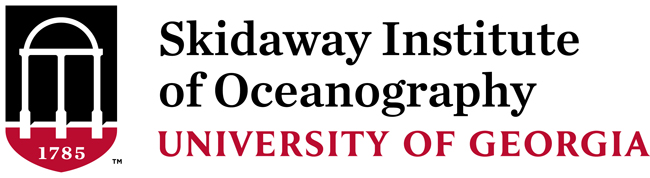 Skidaway Institute
of Oceanography
UNIVERSITY OF GEORGIA
1785
TM